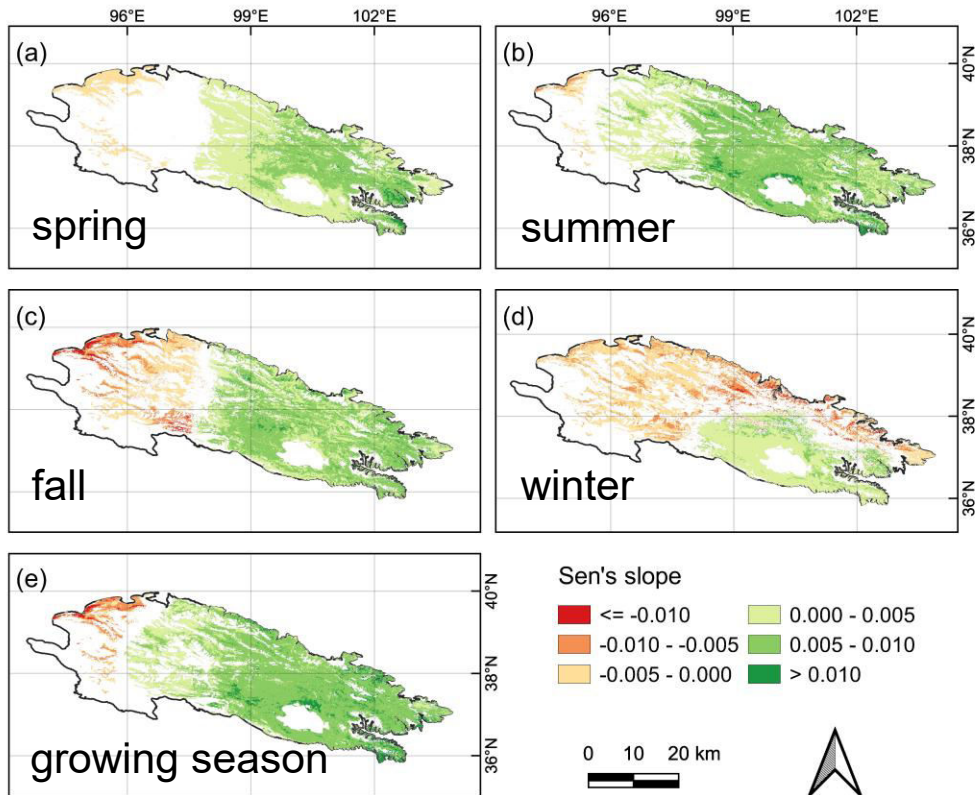 96°E 99°E 102°E 96°E 99°E 102°E
(a)
spring
(b)
summer
40°N
38°N
36°N
(c)
fall
(d)
winter
40°N
38°N
36°N
(e)
growing season
40°N
38°N
36°N
Sen's slope
<= -0.010
-0.010 - -0.005
-0.005 - 0.000
0.000 - 0.005
0.005 - 0.010
> 0.010
0 10 20 km